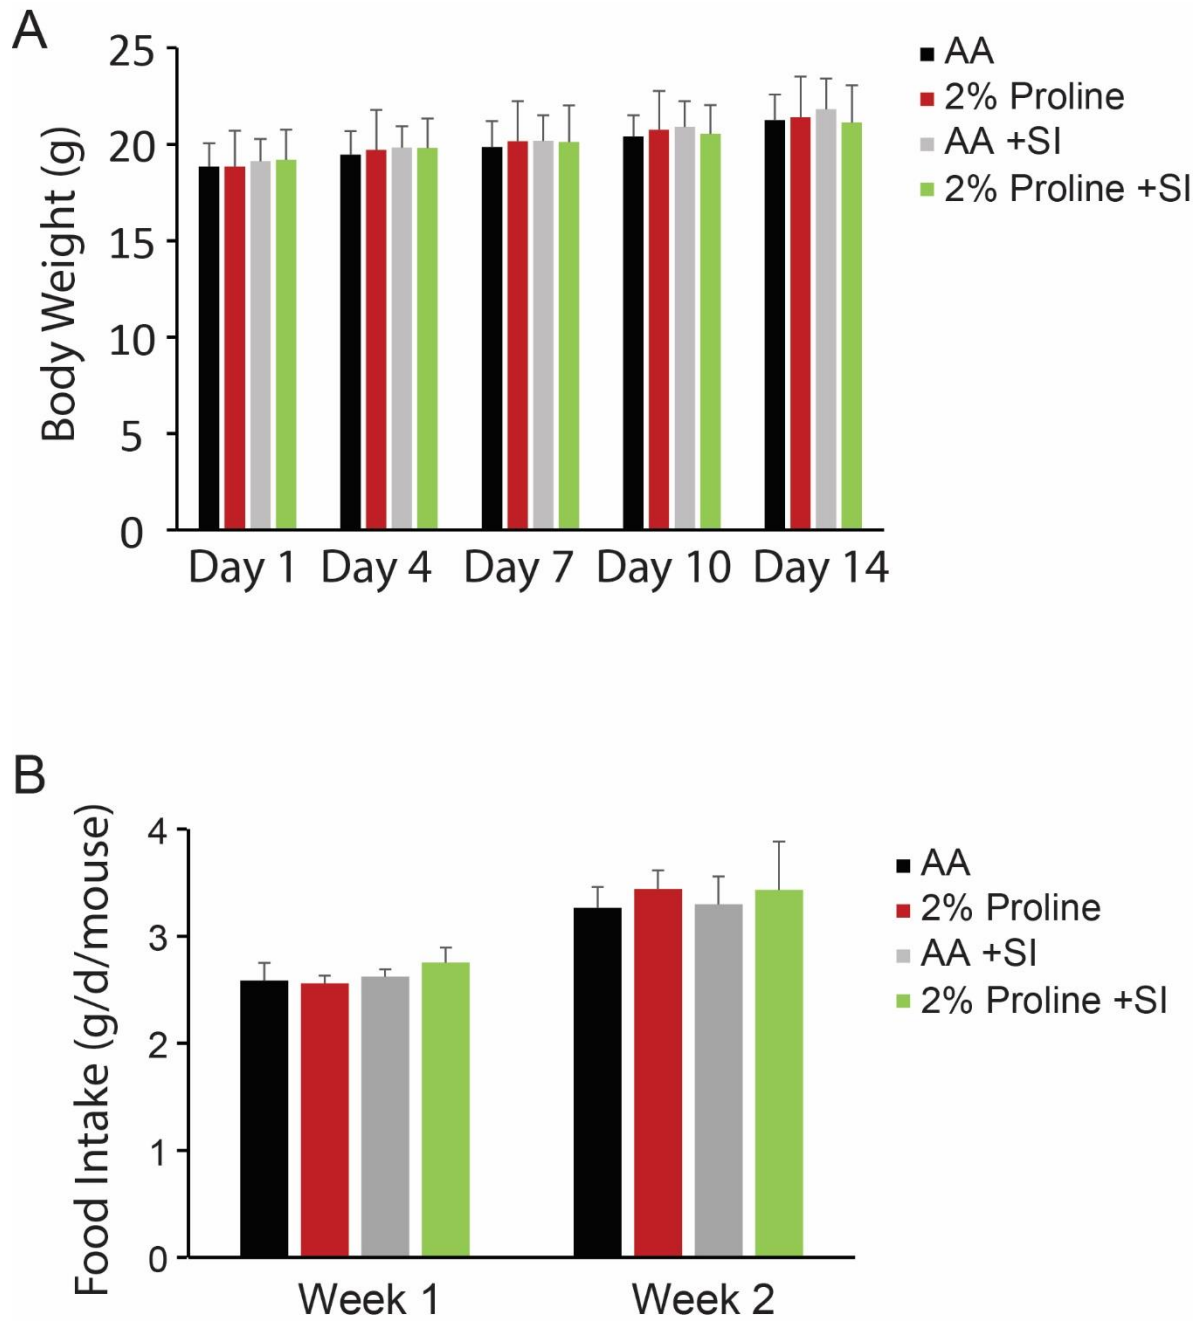 A
Body Weight (g)
25
20
15
10
5
0
Day 1 Day 4 Day 7 Day 10 Day 14
AA
2% Proline
AA +SI
2% Proline +SI
B
Food Intake (g/d/mouse)
4
3
2
1
0
Week 1 Week 2
AA
2% Proline
AA +SI
2% Proline +SI